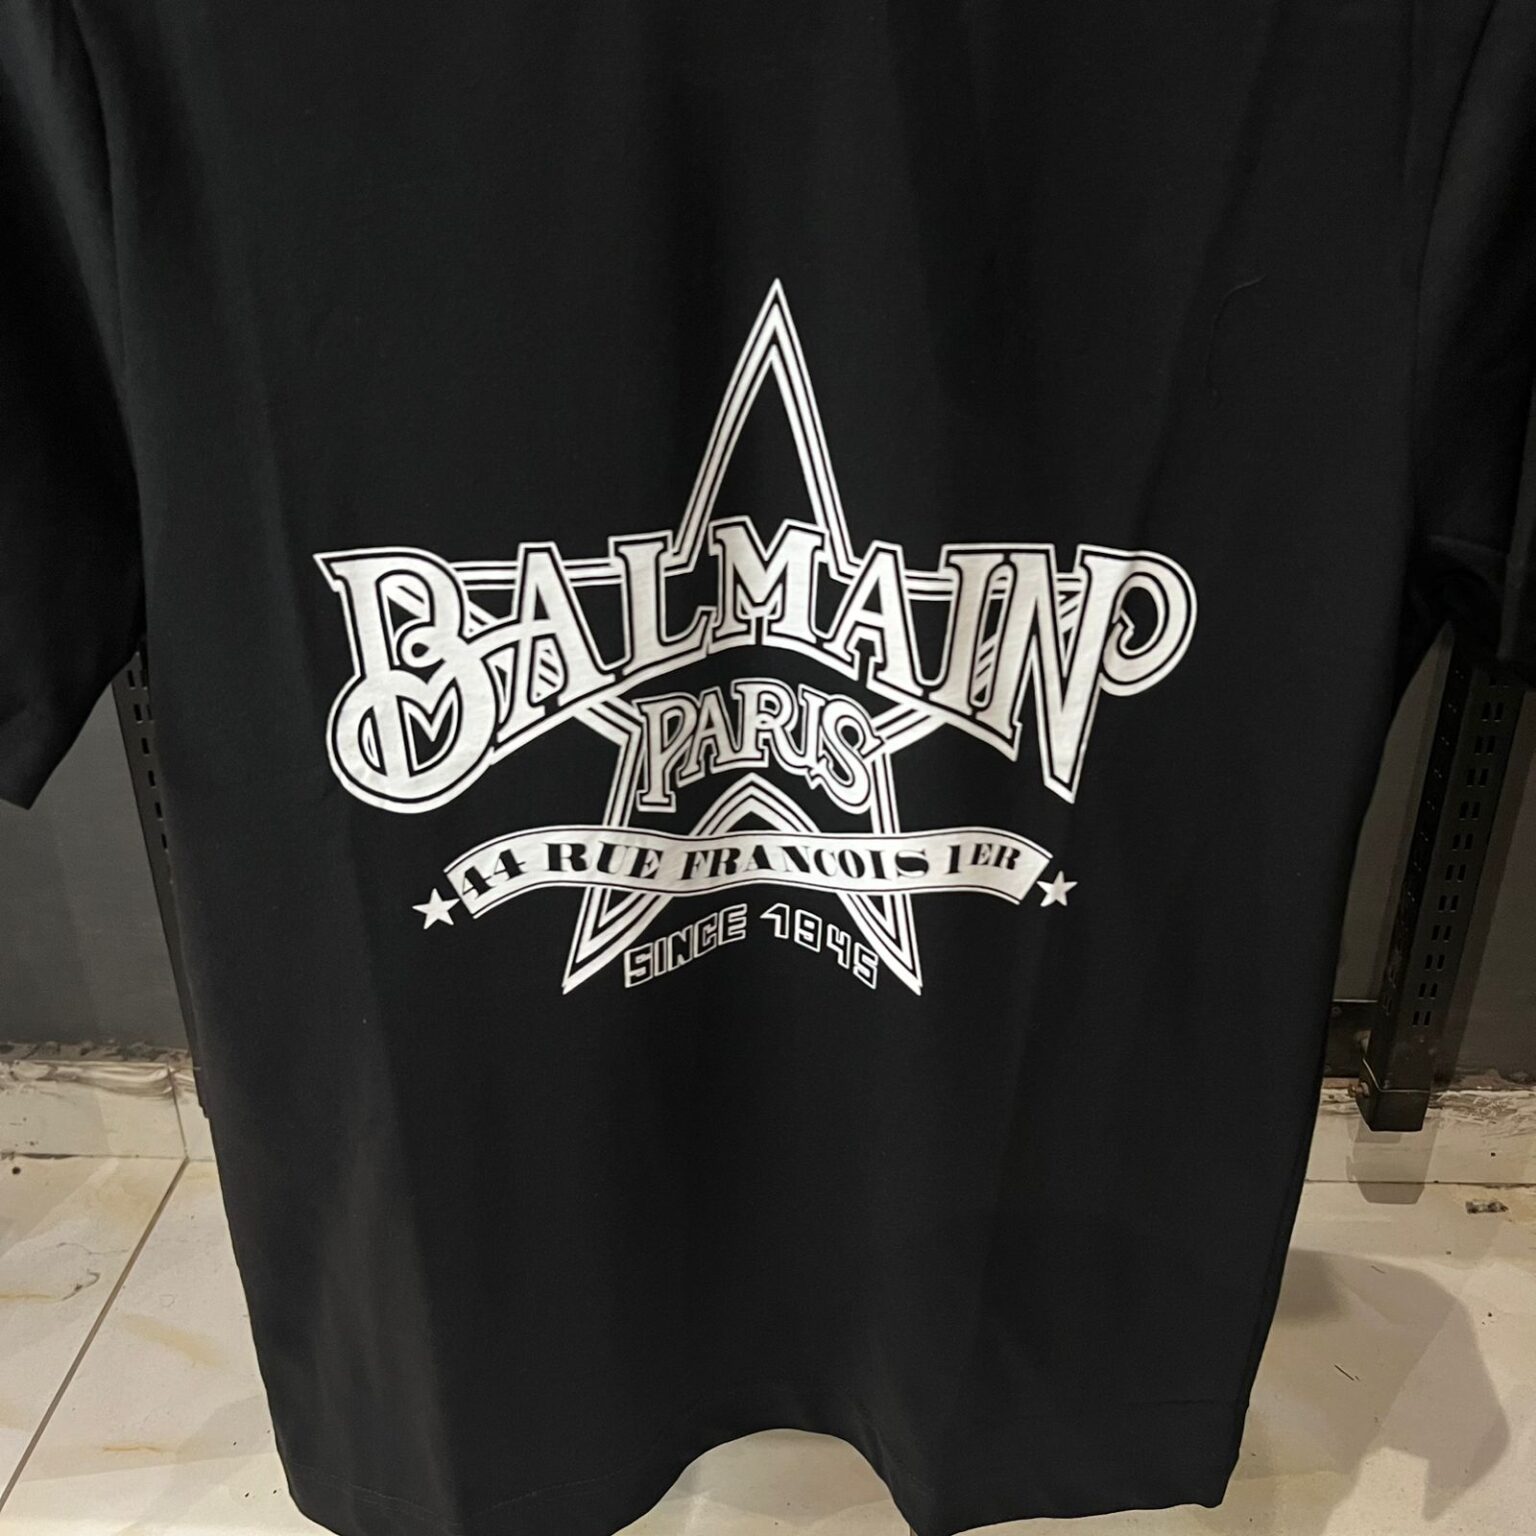 BALMAIN
PARIS
44 RUE FRANCOIS 1ER
SINCE 1945